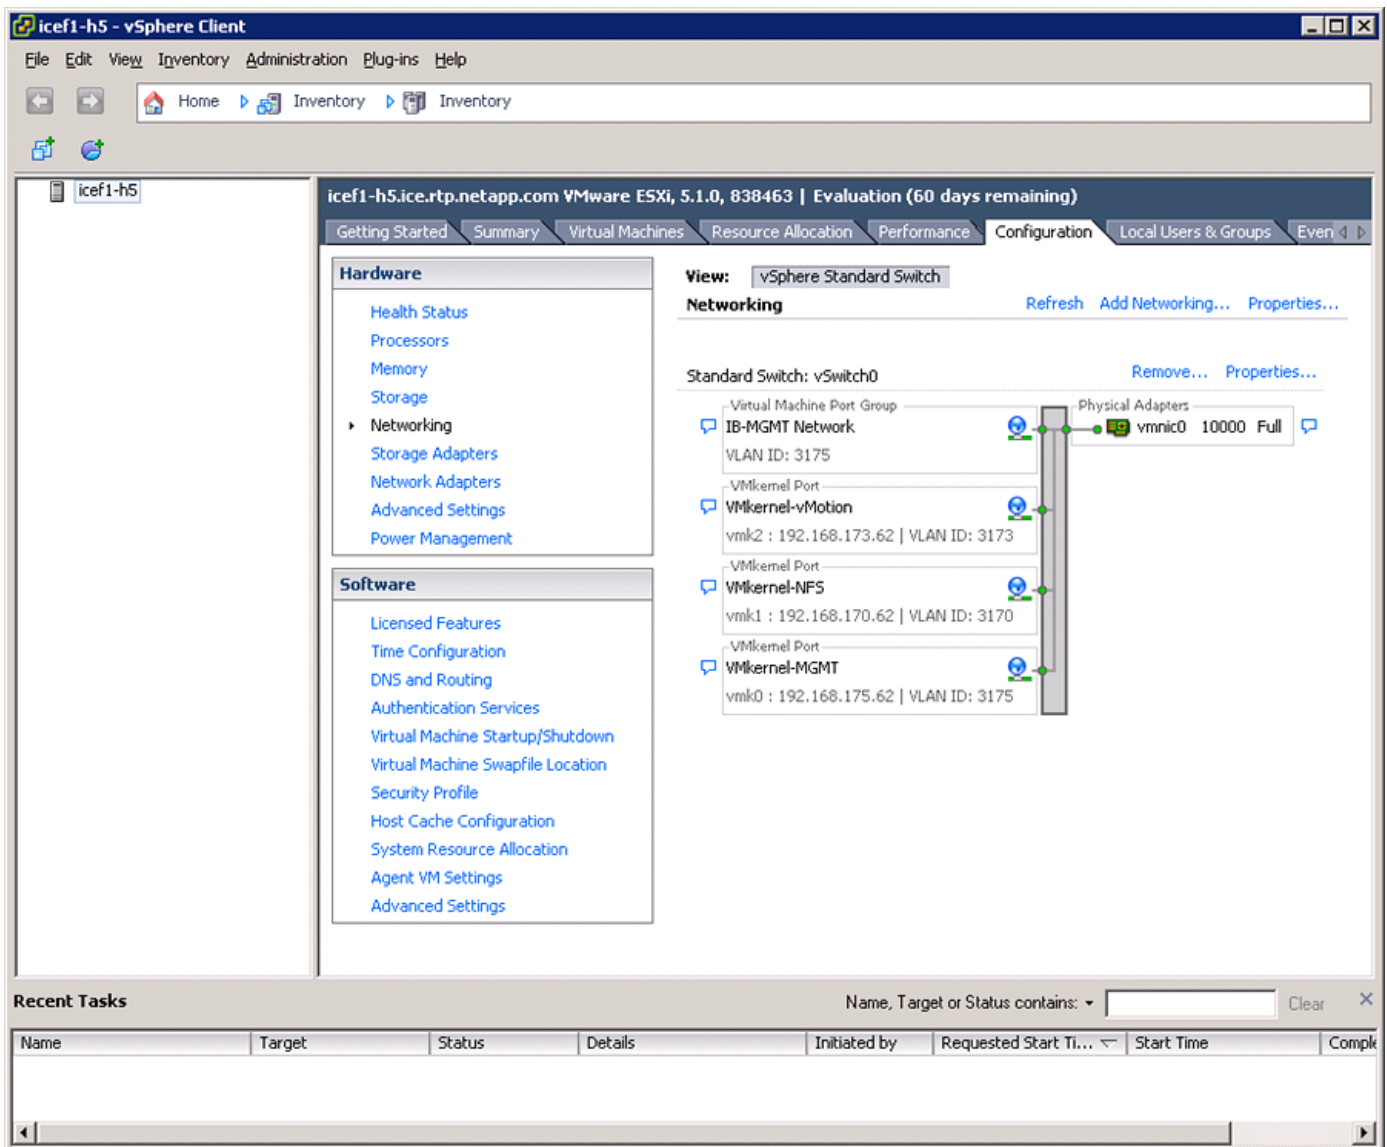 icef1-h5 - vSphere Client
File Edit View Inventory Administration Plug-ins Help
Home Inventory Inventory
icef1-h5
icef1-h5.ice.rtp.netapp.com VMware ESXi, 5.1.0, 838463 | Evaluation (60 days remaining)
Getting Started Summary Virtual Machines Resource Allocation Performance Configuration Local Users & Groups Even
Hardware
Health Status
Processors
Memory
Storage
Networking
Storage Adapters
Network Adapters
Advanced Settings
Power Management
Software
Licensed Features
Time Configuration
DNS and Routing
Authentication Services
Virtual Machine Startup/Shutdown
Virtual Machine Swapfile Location
Security Profile
Host Cache Configuration
System Resource Allocation
Agent VM Settings
Advanced Settings
View: vSphere Standard Switch
Networking Refresh Add Networking... Properties...
Standard Switch: vSwitch0 Remove... Properties...
Virtual Machine Port Group
IB-MGMT Network
VLAN ID: 3175
Physical Adapters
vmnic0 10000 Full
VMkernel Port
VMkernel-vMotion
vmk2 : 192.168.173.62 | VLAN ID: 3173
VMkernel Port
VMkernel-NFS
vmk1 : 192.168.170.62 | VLAN ID: 3170
VMkernel Port
VMkernel-MGMT
vmk0 : 192.168.175.62 | VLAN ID: 3175
Recent Tasks Name, Target or Status contains: Clear
Name Target Status Details Initiated by Requested Start Ti... Start Time Comple